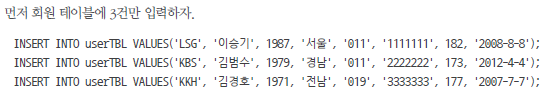 먼저 회원 테이블에 3건만 입력하자.
INSERT INTO userTBL VALUES('LSG', '이승기', 1987, '서울', '011', '1111111', 182, '2008-8-8');
INSERT INTO userTBL VALUES('KBS', '김범수', 1979, '경남', '011', '2222222', 173, '2012-4-4');
INSERT INTO userTBL VALUES('KKH', '김경호', 1971, '전남', '019', '3333333', 177, '2007-7-7');